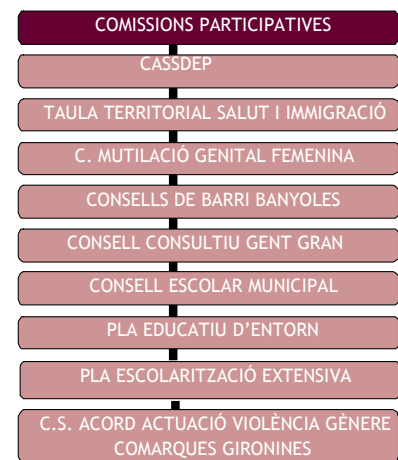 COMISSIONS PARTICIPATIVES
CASSDEP
TAULA TERRITORIAL SALUT I IMMIGRACIÓ
C. MUTILACIÓ GENITAL FEMENINA
CONSELLS DE BARRI BANYOLES
CONSELL CONSULTIU GENT GRAN
CONSELL ESCOLAR MUNICIPAL
PLA EDUCATIU D’ENTORN
PLA ESCOLARITZACIÓ EXTENSIVA
C.S. ACORD ACTUACIÓ VIOLÈNCIA GÈNERE
COMARQUES GIRONINES